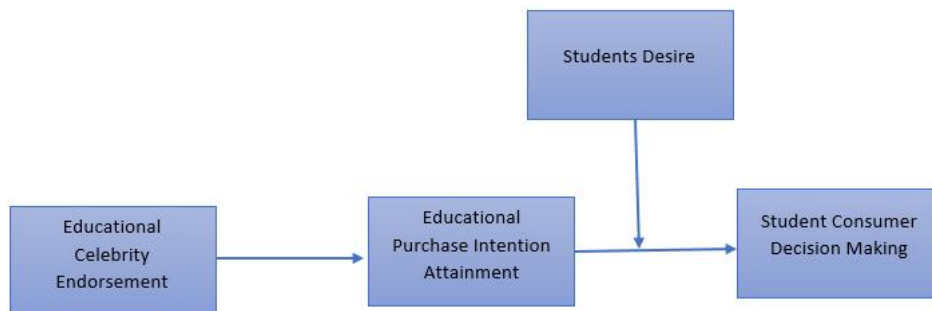 Students Desire
Educational
Celebrity
Endorsement
Educational
Purchase Intention
Attainment
Student Consumer
Decision Making